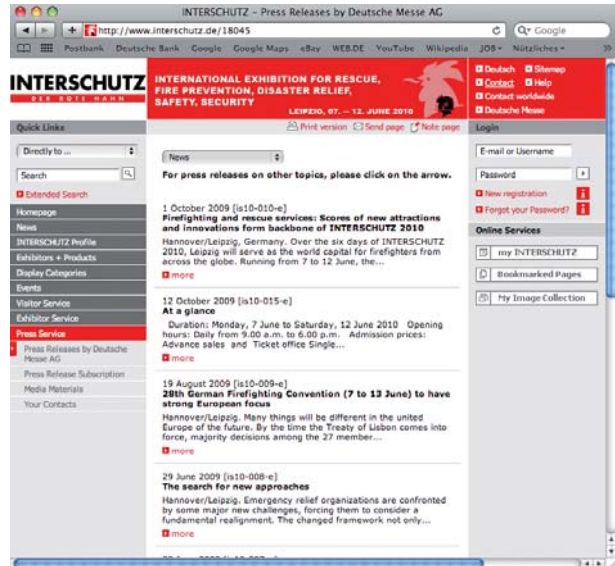 INTERSCHUTZ – Press Releases by Deutsche Messe AG
http://www.interschutz.de/18045
Google
Postbank Deutsche Bank Google Google Maps eBay WEB.DE YouTube Wikipedia JOB Nützliches
INTERSCHUTZ
DER ROTE HAHN
INTERNATIONAL EXHIBITION FOR RESCUE,
FIRE PREVENTION, DISASTER RELIEF,
SAFETY, SECURITY
LEIPZIG, 07. – 12. JUNE 2010
Deutsch Sitemap
Contact Help
Contact worldwide
Deutsche Messe
Quick Links
Directly to ...
Search
Extended Search
Homepage
News
INTERSCHUTZ Profile
Exhibitors + Products
Display Categories
Events
Visitor Service
Exhibitor Service
Press Service
Press Releases by Deutsche
Messe AG
Press Release Subscription
Media Materials
Your Contacts
Print version Send page Note page
News
For press releases on other topics, please click on the arrow.
1 October 2009 [is10-010-e]
Firefighting and rescue services: Scores of new attractions
and innovations form backbone of INTERSCHUTZ 2010
Hannover/Leipzig, Germany. Over the six days of INTERSCHUTZ
2010, Leipzig will serve as the world capital for firefighters from
across the globe. Running from 7 to 12 June, the...
more
12 October 2009 [is10-015-e]
At a glance
Duration: Monday, 7 June to Saturday, 12 June 2010 Opening
hours: Daily from 9.00 a.m. to 6.00 p.m. Admission prices:
Advance sales and Ticket office Single...
more
19 August 2009 [is10-009-e]
28th German Firefighting Convention (7 to 13 June) to have
strong European focus
Hannover/Leipzig. Many things will be different in the united
Europe of the future. By the time the Treaty of Lisbon comes into
force, majority decisions among the 27 member...
more
29 June 2009 [is10-008-e]
The search for new approaches
Hannover/Leipzig. Emergency relief organizations are confronted
by some major new challenges, forcing them to consider a
fundamental realignment. The changed framework not only...
more
Login
E-mail or Username
Password
New registration
Forgot your Password?
Online Services
my INTERSCHUTZ
Bookmarked Pages
My Image Collection